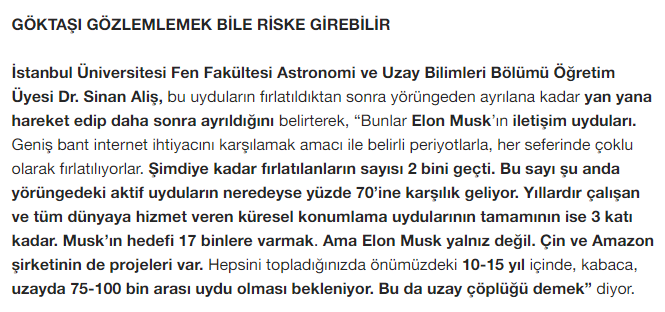 GÖKTAŞI GÖZLEMLEMEK BİLE RİSKE GİREBİLİR
İstanbul Üniversitesi Fen Fakültesi Astronomi ve Uzay Bilimleri Bölümü Öğretim
Üyesi Dr. Sinan Aliş, bu uyduların fırlatıldıktan sonra yörüngeden ayrılana kadar yan yana
hareket edip daha sonra ayrıldığını belirterek, “Bunlar Elon Musk’ın iletişim uyduları.
Geniş bant internet ihtiyacını karşılamak amacı ile belirli periyotlarla, her seferinde çoklu
olarak fırlatılıyorlar. Şimdiye kadar fırlatılanların sayısı 2 bini geçti. Bu sayı şu anda
yörüngedeki aktif uyduların neredeyse yüzde 70’ine karşılık geliyor. Yıllardır çalışan
ve tüm dünyaya hizmet veren küresel konumlama uydularının tamamının ise 3 katı
kadar. Musk’ın hedefi 17 binlere varmak. Ama Elon Musk yalnız değil. Çin ve Amazon
şirketinin de projeleri var. Hepsini topladığınızda önümüzdeki 10-15 yıl içinde, kabaca,
uzayda 75-100 bin arası uydu olması bekleniyor. Bu da uzay çöplüğü demek” diyor.